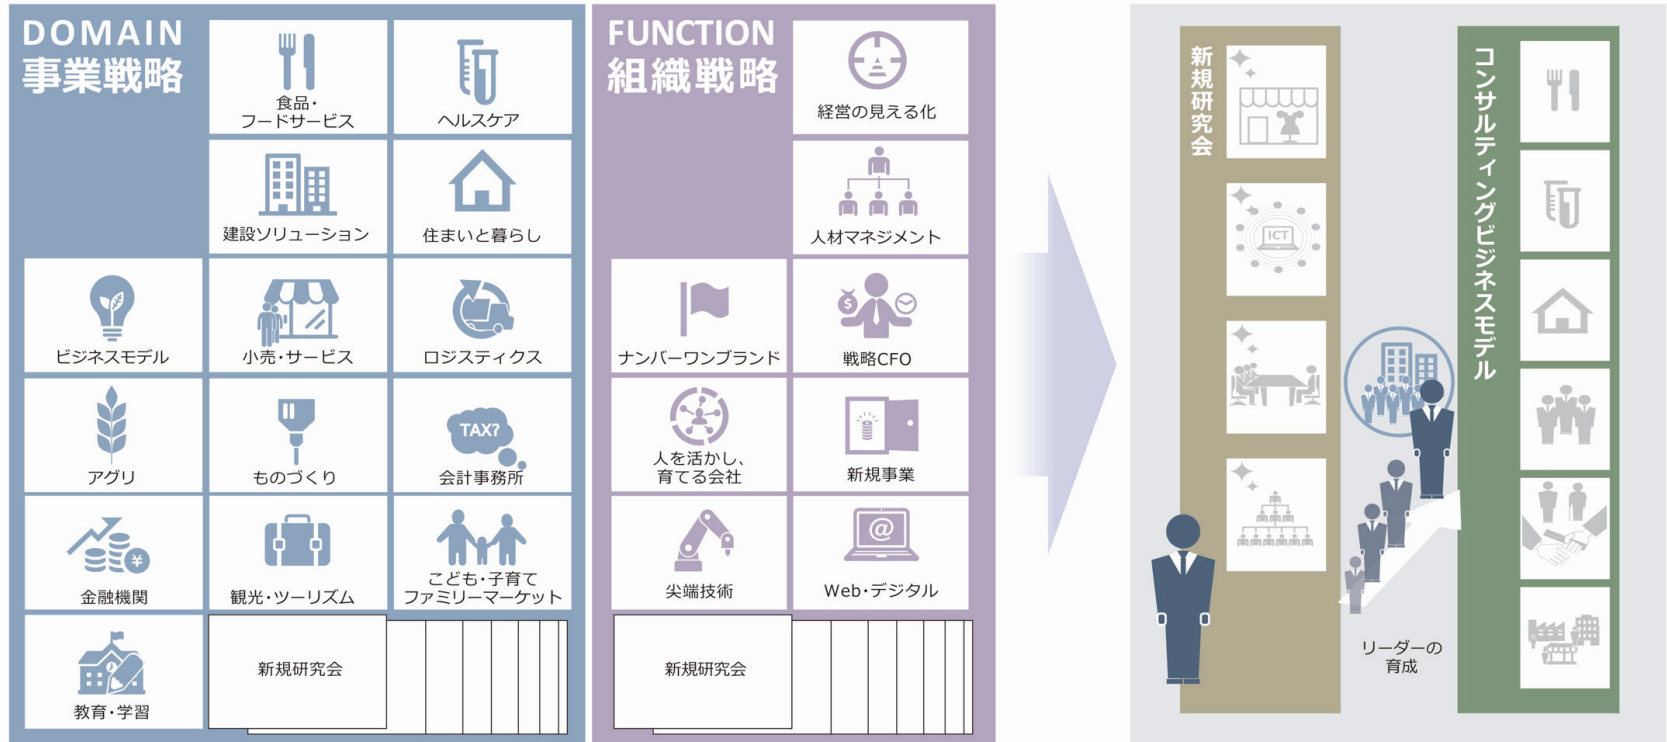 DOMAIN
事業戦略
食品・
フードサービス
ヘルスケア
建設ソリューション
住まいと暮らし
ビジネスモデル
小売・サービス
ロジスティクス
アグリ
ものづくり
TAX?
会計事務所
¥
金融機関
観光・ツーリズム
こども・子育て
ファミリーマーケット
教育・学習
新規研究会
FUNCTION
組織戦略
経営の見える化
人材マネジメント
ナンバーワンブランド
$
戦略CFO
人を活かし、
育てる会社
新規事業
尖端技術
@
Web・デジタル
新規研究会
新規研究会
ICT
リーダーの
育成
コンサルティングビジネスモデル